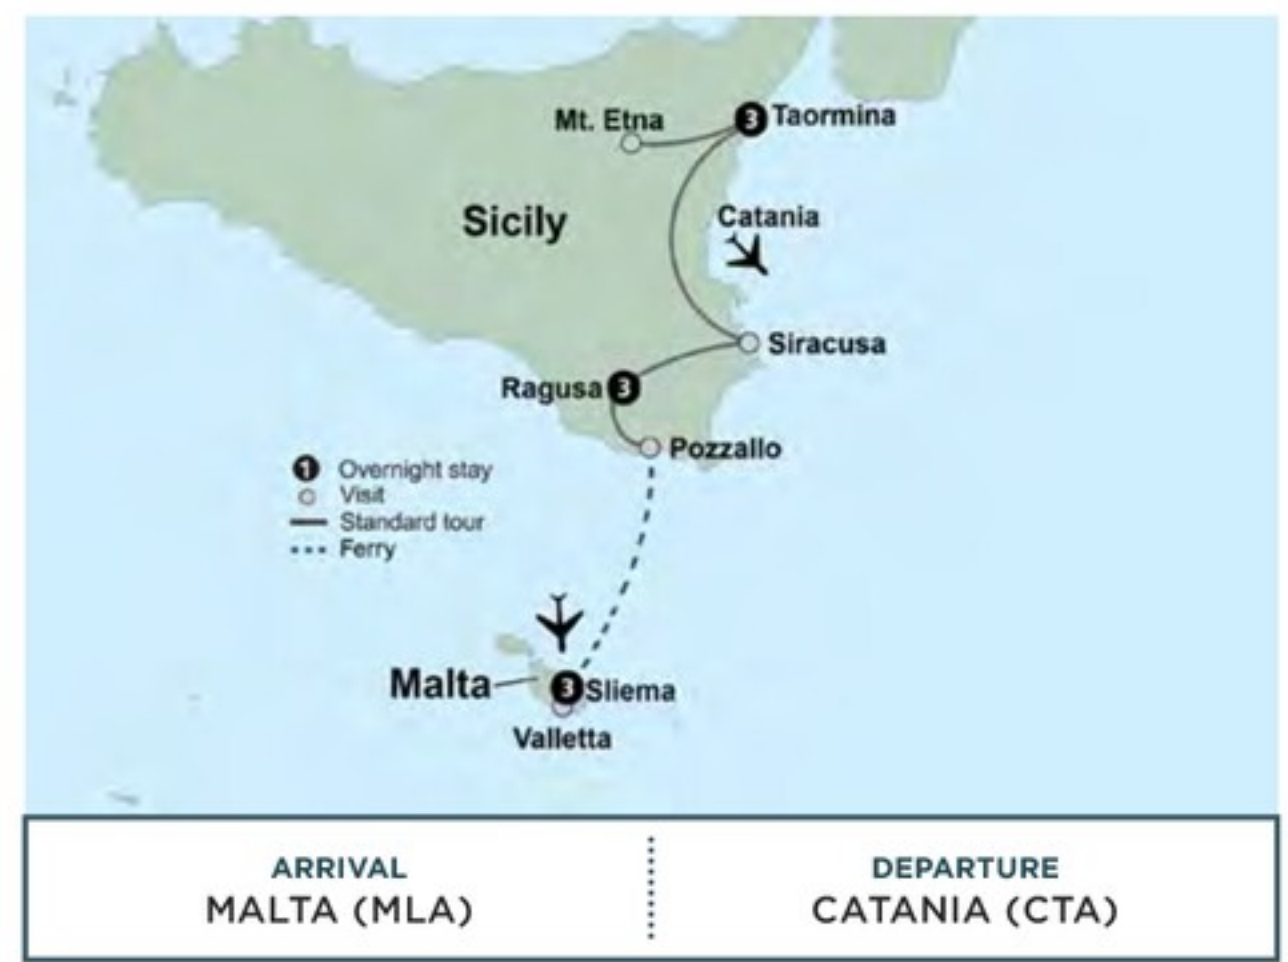 Mt. Etna
3 Taormina
Sicily
Catania
Siracusa
Ragusa 3
Pozzallo
1 Overnight stay
Visit
Standard tour
Ferry
Malta
3 Sliema
Valletta
ARRIVAL
MALTA (MLA)
DEPARTURE
CATANIA (CTA)